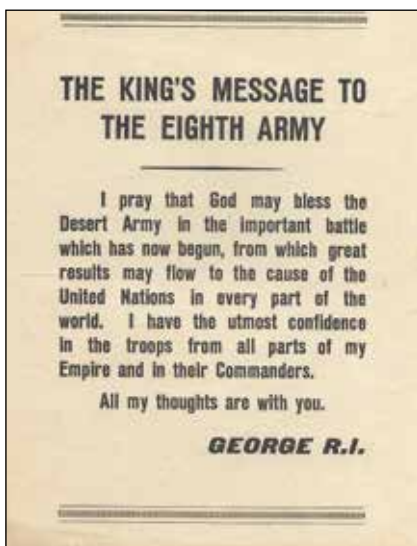 THE KING'S MESSAGE TO
THE EIGHTH ARMY
I pray that God may bless the
Desert Army in the important battle
which has now begun, from which great
results may flow to the cause of the
United Nations in every part of the
world. I have the utmost confidence
in the troops from all parts of my
Empire and in their Commanders.
All my thoughts are with you.
GEORGE R.I.